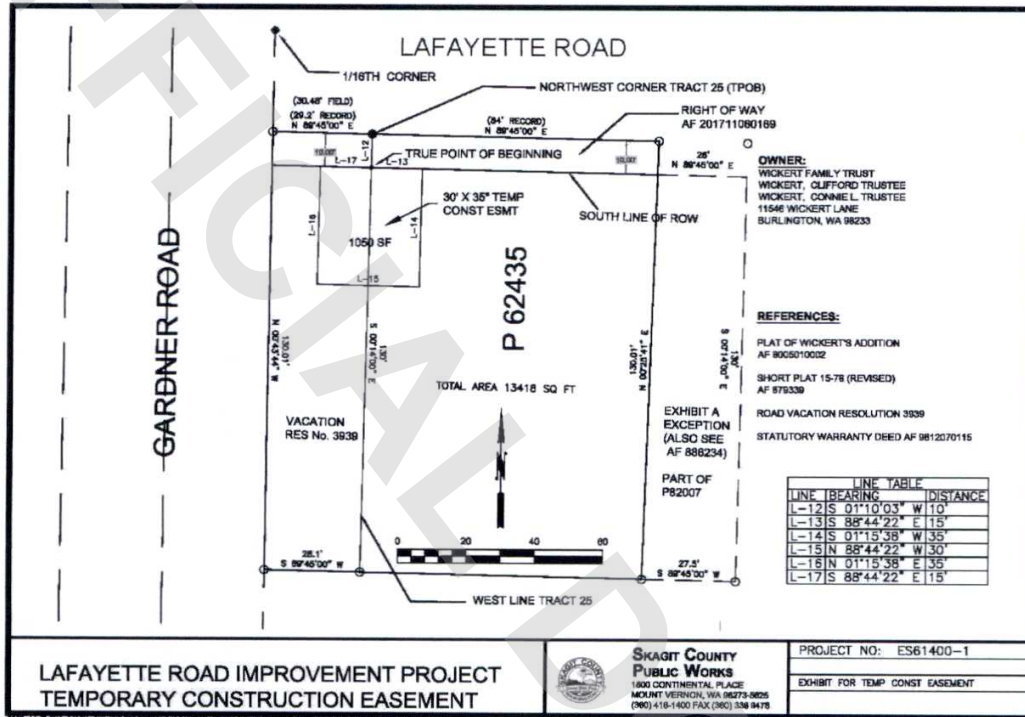 LAFAYETTE ROAD
1/16TH CORNER
NORTHWEST CORNER TRACT 25 (TPOB)
(30.48' FIELD)
(29.2' RECORD)
N 89°45'00" E
(84' RECORD)
N 89°45'00" E
RIGHT OF WAY
AF 201711060169
L-12
10.00'
L-17
L-13
TRUE POINT OF BEGINNING
10.00'
25'
N 89°45'00" E
OWNER:
WICKERT FAMILY TRUST
WICKERT, CLIFFORD TRUSTEE
WICKERT, CONNIE L. TRUSTEE
11546 WICKERT LANE
BURLINGTON, WA 98233
30' X 35' TEMP
CONST ESMT
SOUTH LINE OF ROW
L-16
L-14
1050 SF
L-15
P 62435
GARDNER ROAD
N 00°43'44" W
130.01'
S 00°14'00" E
130'
130.01'
N 00°25'41" E
S 00°14'00" E
130'
REFERENCES:
PLAT OF WICKERT'S ADDITION
AF 8005010002
SHORT PLAT 15-78 (REVISED)
AF 879339
ROAD VACATION RESOLUTION 3939
STATUTORY WARRANTY DEED AF 9812070115
TOTAL AREA 13418 SQ FT
VACATION
RES No. 3939
EXHIBIT A
EXCEPTION
(ALSO SEE
AF 886234)
PART OF
P82007
N
0 20 40 60
28.1'
S 89°45'00" W
27.5'
S 89°45'00" W
WEST LINE TRACT 25
LINE TABLE
LINE BEARING DISTANCE
L-12 S 01°10'03" W 10'
L-13 S 88°44'22" E 15'
L-14 S 01°15'38" W 35'
L-15 N 88°44'22" W 30'
L-16 N 01°15'38" E 35'
L-17 S 88°44'22" E 15'
LAFAYETTE ROAD IMPROVEMENT PROJECT
TEMPORARY CONSTRUCTION EASEMENT
SKAGIT COUNTY
SKAGIT COUNTY
PUBLIC WORKS
1800 CONTINENTAL PLACE
MOUNT VERNON, WA 98273-5625
(360) 416-1400 FAX (360) 336 9478
PROJECT NO: ES61400-1
EXHIBIT FOR TEMP CONST EASEMENT